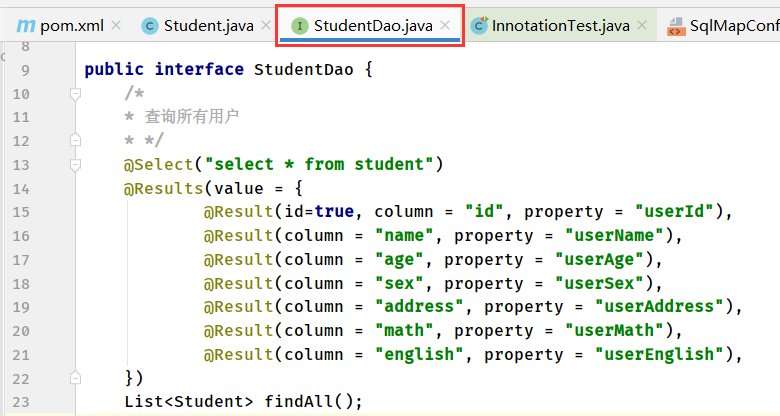 pom.xml × Student.java × StudentDao.java × InnotationTest.java × SqlMapConf
8
9 public interface StudentDao {
10 /*
11 * 查询所有用户
12 * */
13 @Select("select * from student")
14 @Results(value = {
15 @Result(id=true, column = "id", property = "userId"),
16 @Result(column = "name", property = "userName"),
17 @Result(column = "age", property = "userAge"),
18 @Result(column = "sex", property = "userSex"),
19 @Result(column = "address", property = "userAddress"),
20 @Result(column = "math", property = "userMath"),
21 @Result(column = "english", property = "userEnglish"),
22 })
23 List<Student> findAll();